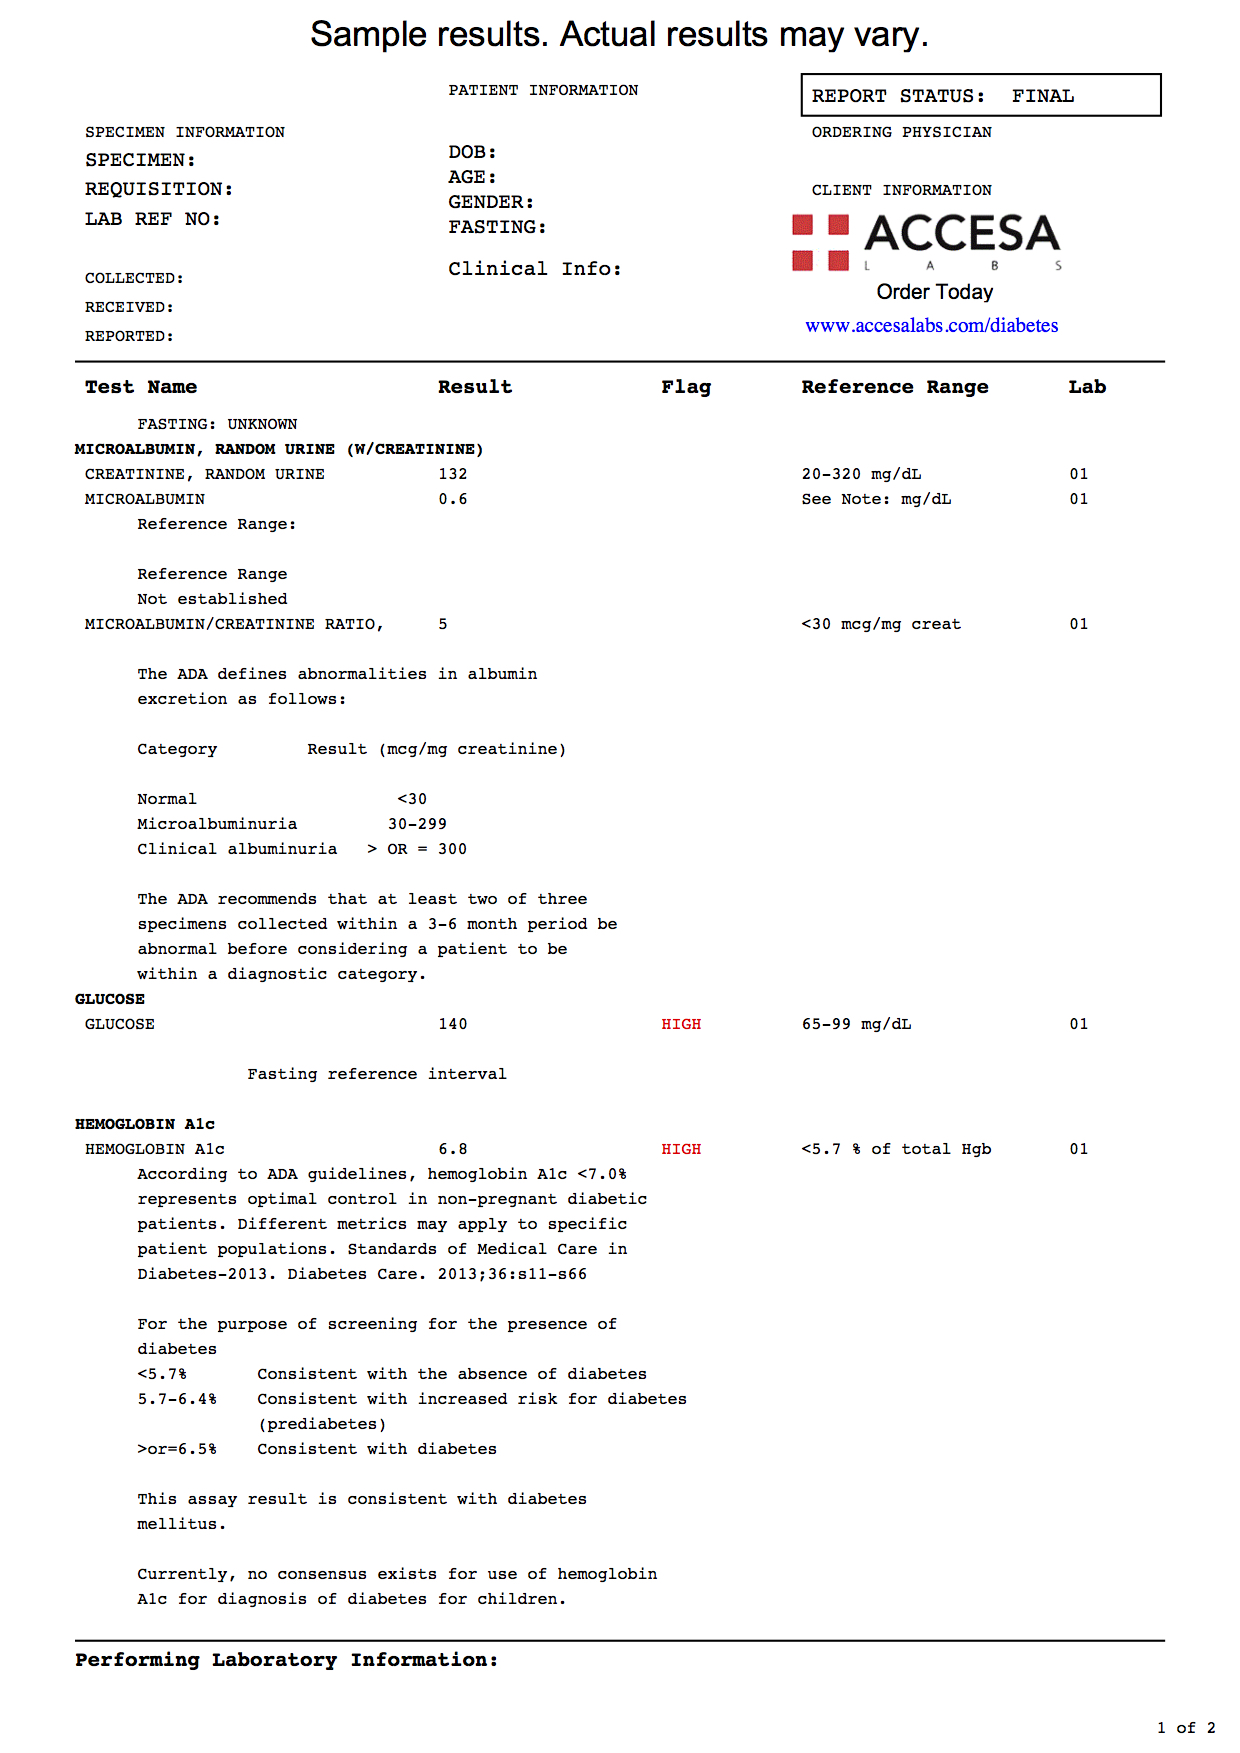 Sample results. Actual results may vary.
PATIENT INFORMATION
REPORT STATUS: FINAL
SPECIMEN INFORMATION
SPECIMEN:
REQUISITION:
LAB REF NO:
COLLECTED:
RECEIVED:
REPORTED:
DOB:
AGE:
GENDER:
FASTING:
Clinical Info:
ORDERING PHYSICIAN
CLIENT INFORMATION
ACCESA
LABS
Order Today
www.accesalabs.com/diabetes
Test Name Result Flag Reference Range Lab
FASTING: UNKNOWN
MICROALBUMIN, RANDOM URINE (W/CREATININE)
CREATININE, RANDOM URINE 132 20-320 mg/dL 01
MICROALBUMIN 0.6 See Note: mg/dL 01
Reference Range:
Reference Range
Not established
MICROALBUMIN/CREATININE RATIO, 5 <30 mcg/mg creat 01
The ADA defines abnormalities in albumin
excretion as follows:
Category Result (mcg/mg creatinine)
Normal <30
Microalbuminuria 30-299
Clinical albuminuria > OR = 300
The ADA recommends that at least two of three
specimens collected within a 3-6 month period be
abnormal before considering a patient to be
within a diagnostic category.
GLUCOSE
GLUCOSE 140 HIGH 65-99 mg/dL 01
Fasting reference interval
HEMOGLOBIN A1c
HEMOGLOBIN A1c 6.8 HIGH <5.7 % of total Hgb 01
According to ADA guidelines, hemoglobin A1c <7.0%
represents optimal control in non-pregnant diabetic
patients. Different metrics may apply to specific
patient populations. Standards of Medical Care in
Diabetes-2013. Diabetes Care. 2013;36:s11-s66
For the purpose of screening for the presence of
diabetes
<5.7% Consistent with the absence of diabetes
5.7-6.4% Consistent with increased risk for diabetes
(prediabetes)
>or=6.5% Consistent with diabetes
This assay result is consistent with diabetes
mellitus.
Currently, no consensus exists for use of hemoglobin
A1c for diagnosis of diabetes for children.
Performing Laboratory Information:
1 of 2